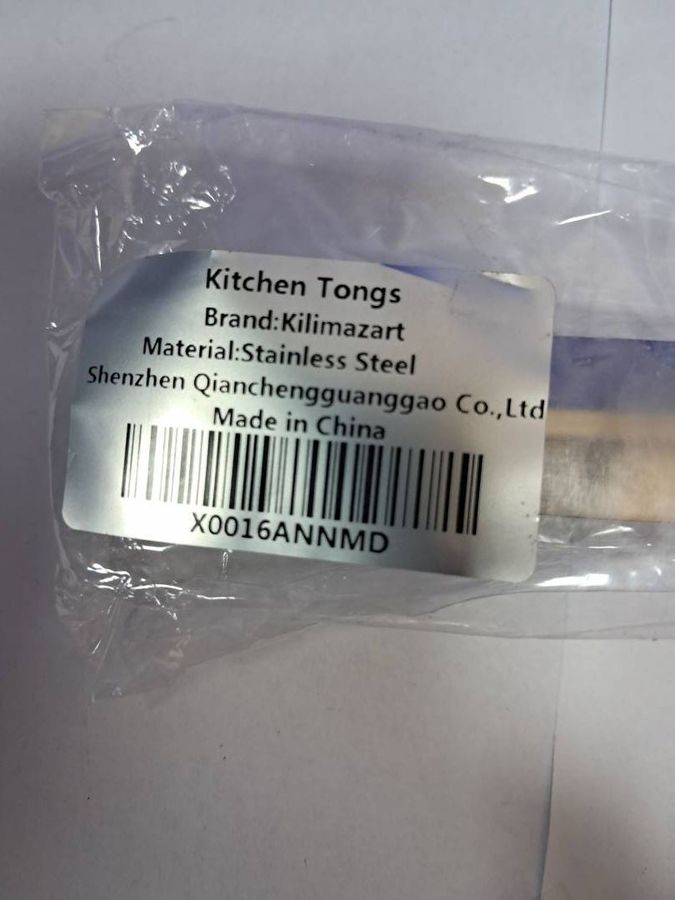 Kitchen Tongs
Brand:Kilimazart
Material:Stainless Steel
Shenzhen Qianchengguanggao Co.,Ltd
Made in China
X0016ANNMD